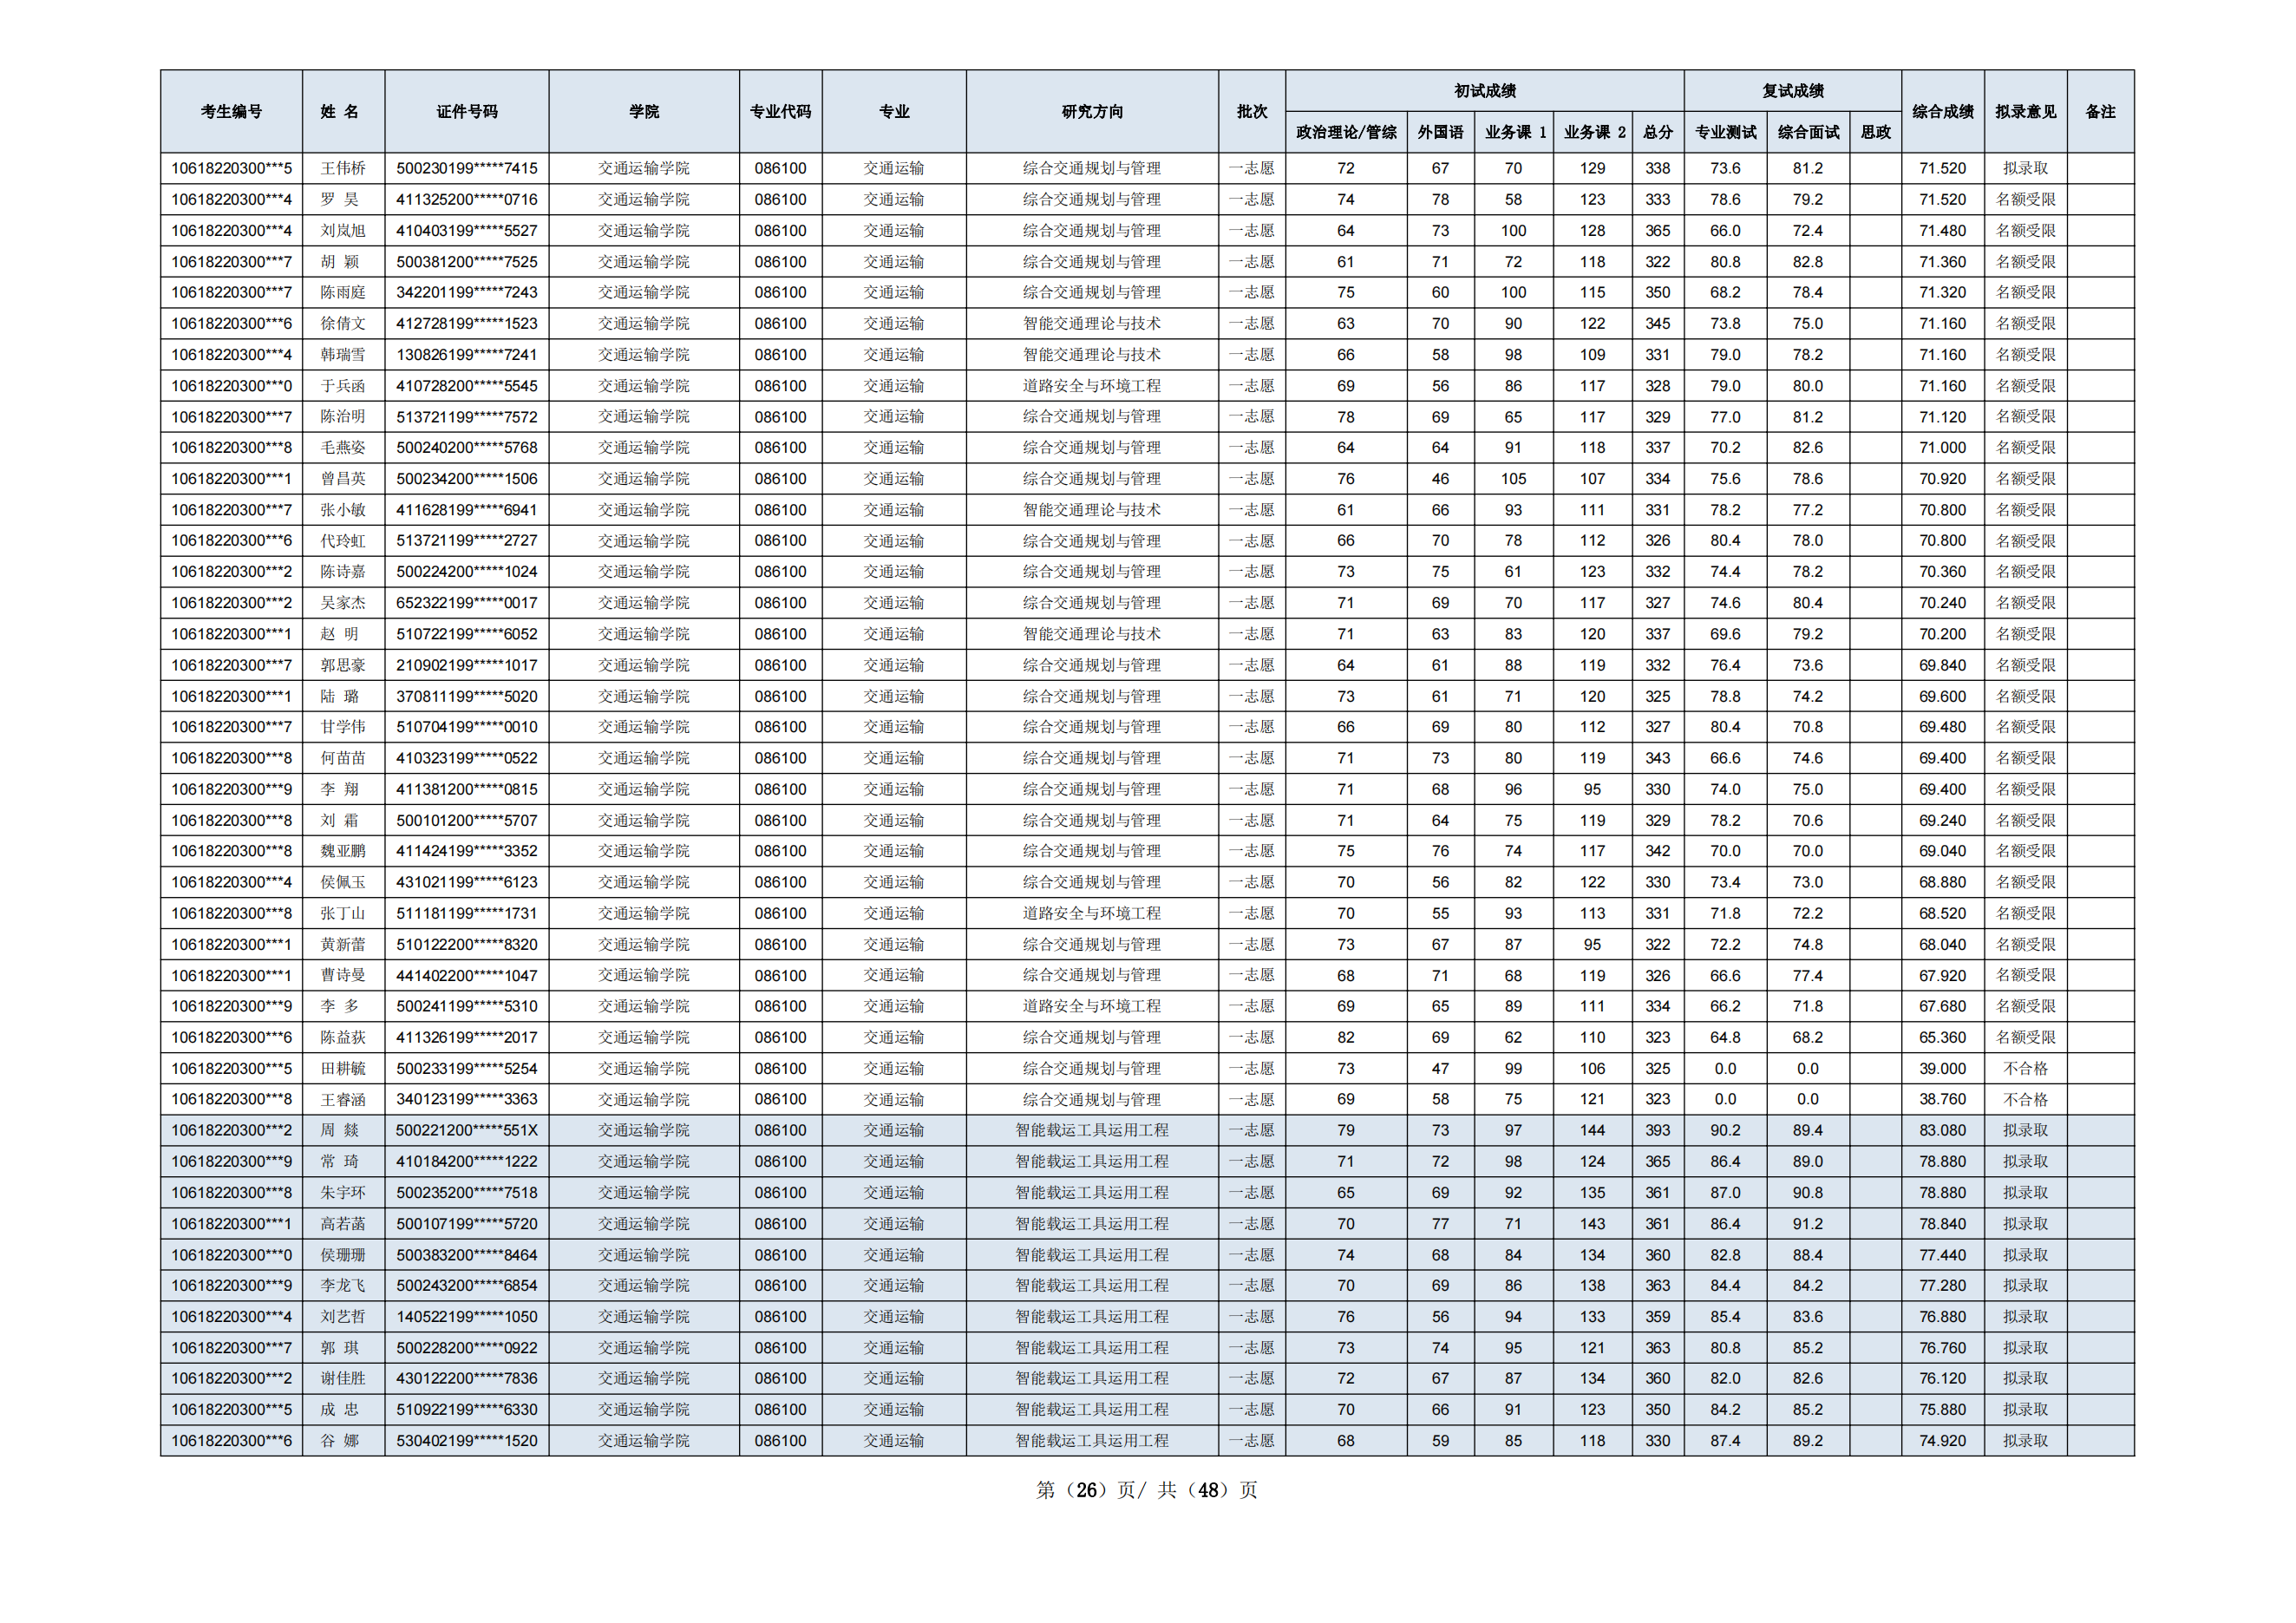 考生编号 姓 名 证件号码 学院 专业代码 专业 研究方向 批次 初试成绩 复试成绩 综合成绩 拟录意见 备注
政治理论/管综 外国语 业务课 1 业务课 2 总分 专业测试 综合面试 思政
10618220300***5 王伟桥 500230199*****7415 交通运输学院 086100 交通运输 综合交通规划与管理 一志愿 72 67 70 129 338 73.6 81.2 71.520 拟录取
10618220300***4 罗 昊 411325200*****0716 交通运输学院 086100 交通运输 综合交通规划与管理 一志愿 74 78 58 123 333 78.6 79.2 71.520 名额受限
10618220300***4 刘岚旭 410403199*****5527 交通运输学院 086100 交通运输 综合交通规划与管理 一志愿 64 73 100 128 365 66.0 72.4 71.480 名额受限
10618220300***7 胡 颖 500381200*****7525 交通运输学院 086100 交通运输 综合交通规划与管理 一志愿 61 71 72 118 322 80.8 82.8 71.360 名额受限
10618220300***7 陈雨庭 342201199*****7243 交通运输学院 086100 交通运输 综合交通规划与管理 一志愿 75 60 100 115 350 68.2 78.4 71.320 名额受限
10618220300***6 徐倩文 412728199*****1523 交通运输学院 086100 交通运输 智能交通理论与技术 一志愿 63 70 90 122 345 73.8 75.0 71.160 名额受限
10618220300***4 韩瑞雪 130826199*****7241 交通运输学院 086100 交通运输 智能交通理论与技术 一志愿 66 58 98 109 331 79.0 78.2 71.160 名额受限
10618220300***0 于兵函 410728200*****5545 交通运输学院 086100 交通运输 道路安全与环境工程 一志愿 69 56 86 117 328 79.0 80.0 71.160 名额受限
10618220300***7 陈治明 513721199*****7572 交通运输学院 086100 交通运输 综合交通规划与管理 一志愿 78 69 65 117 329 77.0 81.2 71.120 名额受限
10618220300***8 毛燕姿 500240200*****5768 交通运输学院 086100 交通运输 综合交通规划与管理 一志愿 64 64 91 118 337 70.2 82.6 71.000 名额受限
10618220300***1 曾昌英 500234200*****1506 交通运输学院 086100 交通运输 综合交通规划与管理 一志愿 76 46 105 107 334 75.6 78.6 70.920 名额受限
10618220300***7 张小敏 411628199*****6941 交通运输学院 086100 交通运输 智能交通理论与技术 一志愿 61 66 93 111 331 78.2 77.2 70.800 名额受限
10618220300***6 代玲虹 513721199*****2727 交通运输学院 086100 交通运输 综合交通规划与管理 一志愿 66 70 78 112 326 80.4 78.0 70.800 名额受限
10618220300***2 陈诗嘉 500224200*****1024 交通运输学院 086100 交通运输 综合交通规划与管理 一志愿 73 75 61 123 332 74.4 78.2 70.360 名额受限
10618220300***2 吴家杰 652322199*****0017 交通运输学院 086100 交通运输 综合交通规划与管理 一志愿 71 69 70 117 327 74.6 80.4 70.240 名额受限
10618220300***1 赵 明 510722199*****6052 交通运输学院 086100 交通运输 智能交通理论与技术 一志愿 71 63 83 120 337 69.6 79.2 70.200 名额受限
10618220300***7 郭思豪 210902199*****1017 交通运输学院 086100 交通运输 综合交通规划与管理 一志愿 64 61 88 119 332 76.4 73.6 69.840 名额受限
10618220300***1 陆 璐 370811199*****5020 交通运输学院 086100 交通运输 综合交通规划与管理 一志愿 73 61 71 120 325 78.8 74.2 69.600 名额受限
10618220300***7 甘学伟 510704199*****0010 交通运输学院 086100 交通运输 综合交通规划与管理 一志愿 66 69 80 112 327 80.4 70.8 69.480 名额受限
10618220300***8 何苗苗 410323199*****0522 交通运输学院 086100 交通运输 综合交通规划与管理 一志愿 71 73 80 119 343 66.6 74.6 69.400 名额受限
10618220300***9 李 翔 411381200*****0815 交通运输学院 086100 交通运输 综合交通规划与管理 一志愿 71 68 96 95 330 74.0 75.0 69.400 名额受限
10618220300***8 刘 霜 500101200*****5707 交通运输学院 086100 交通运输 综合交通规划与管理 一志愿 71 64 75 119 329 78.2 70.6 69.240 名额受限
10618220300***8 魏亚鹏 411424199*****3352 交通运输学院 086100 交通运输 综合交通规划与管理 一志愿 75 76 74 117 342 70.0 70.0 69.040 名额受限
10618220300***4 侯佩玉 431021199*****6123 交通运输学院 086100 交通运输 综合交通规划与管理 一志愿 70 56 82 122 330 73.4 73.0 68.880 名额受限
10618220300***8 张丁山 511181199*****1731 交通运输学院 086100 交通运输 道路安全与环境工程 一志愿 70 55 93 113 331 71.8 72.2 68.520 名额受限
10618220300***1 黄新蕾 510122200*****8320 交通运输学院 086100 交通运输 综合交通规划与管理 一志愿 73 67 87 95 322 72.2 74.8 68.040 名额受限
10618220300***1 曹诗曼 441402200*****1047 交通运输学院 086100 交通运输 综合交通规划与管理 一志愿 68 71 68 119 326 66.6 77.4 67.920 名额受限
10618220300***9 李 多 500241199*****5310 交通运输学院 086100 交通运输 道路安全与环境工程 一志愿 69 65 89 111 334 66.2 71.8 67.680 名额受限
10618220300***6 陈益荻 411326199*****2017 交通运输学院 086100 交通运输 综合交通规划与管理 一志愿 82 69 62 110 323 64.8 68.2 65.360 名额受限
10618220300***5 田耕毓 500233199*****5254 交通运输学院 086100 交通运输 综合交通规划与管理 一志愿 73 47 99 106 325 0.0 0.0 39.000 不合格
10618220300***8 王睿涵 340123199*****3363 交通运输学院 086100 交通运输 综合交通规划与管理 一志愿 69 58 75 121 323 0.0 0.0 38.760 不合格
10618220300***2 周 燚 500221200*****551X 交通运输学院 086100 交通运输 智能载运工具运用工程 一志愿 79 73 97 144 393 90.2 89.4 83.080 拟录取
10618220300***9 常 琦 410184200*****1222 交通运输学院 086100 交通运输 智能载运工具运用工程 一志愿 71 72 98 124 365 86.4 89.0 78.880 拟录取
10618220300***8 朱宇环 500235200*****7518 交通运输学院 086100 交通运输 智能载运工具运用工程 一志愿 65 69 92 135 361 87.0 90.8 78.880 拟录取
10618220300***1 高若菡 500107199*****5720 交通运输学院 086100 交通运输 智能载运工具运用工程 一志愿 70 77 71 143 361 86.4 91.2 78.840 拟录取
10618220300***0 侯珊珊 500383200*****8464 交通运输学院 086100 交通运输 智能载运工具运用工程 一志愿 74 68 84 134 360 82.8 88.4 77.440 拟录取
10618220300***9 李龙飞 500243200*****6854 交通运输学院 086100 交通运输 智能载运工具运用工程 一志愿 70 69 86 138 363 84.4 84.2 77.280 拟录取
10618220300***4 刘艺哲 140522199*****1050 交通运输学院 086100 交通运输 智能载运工具运用工程 一志愿 76 56 94 133 359 85.4 83.6 76.880 拟录取
10618220300***7 郭 琪 500228200*****0922 交通运输学院 086100 交通运输 智能载运工具运用工程 一志愿 73 74 95 121 363 80.8 85.2 76.760 拟录取
10618220300***2 谢佳胜 430122200*****7836 交通运输学院 086100 交通运输 智能载运工具运用工程 一志愿 72 67 87 134 360 82.0 82.6 76.120 拟录取
10618220300***5 成 忠 510922199*****6330 交通运输学院 086100 交通运输 智能载运工具运用工程 一志愿 70 66 91 123 350 84.2 85.2 75.880 拟录取
10618220300***6 谷 娜 530402199*****1520 交通运输学院 086100 交通运输 智能载运工具运用工程 一志愿 68 59 85 118 330 87.4 89.2 74.920 拟录取
第（26）页/ 共（48）页